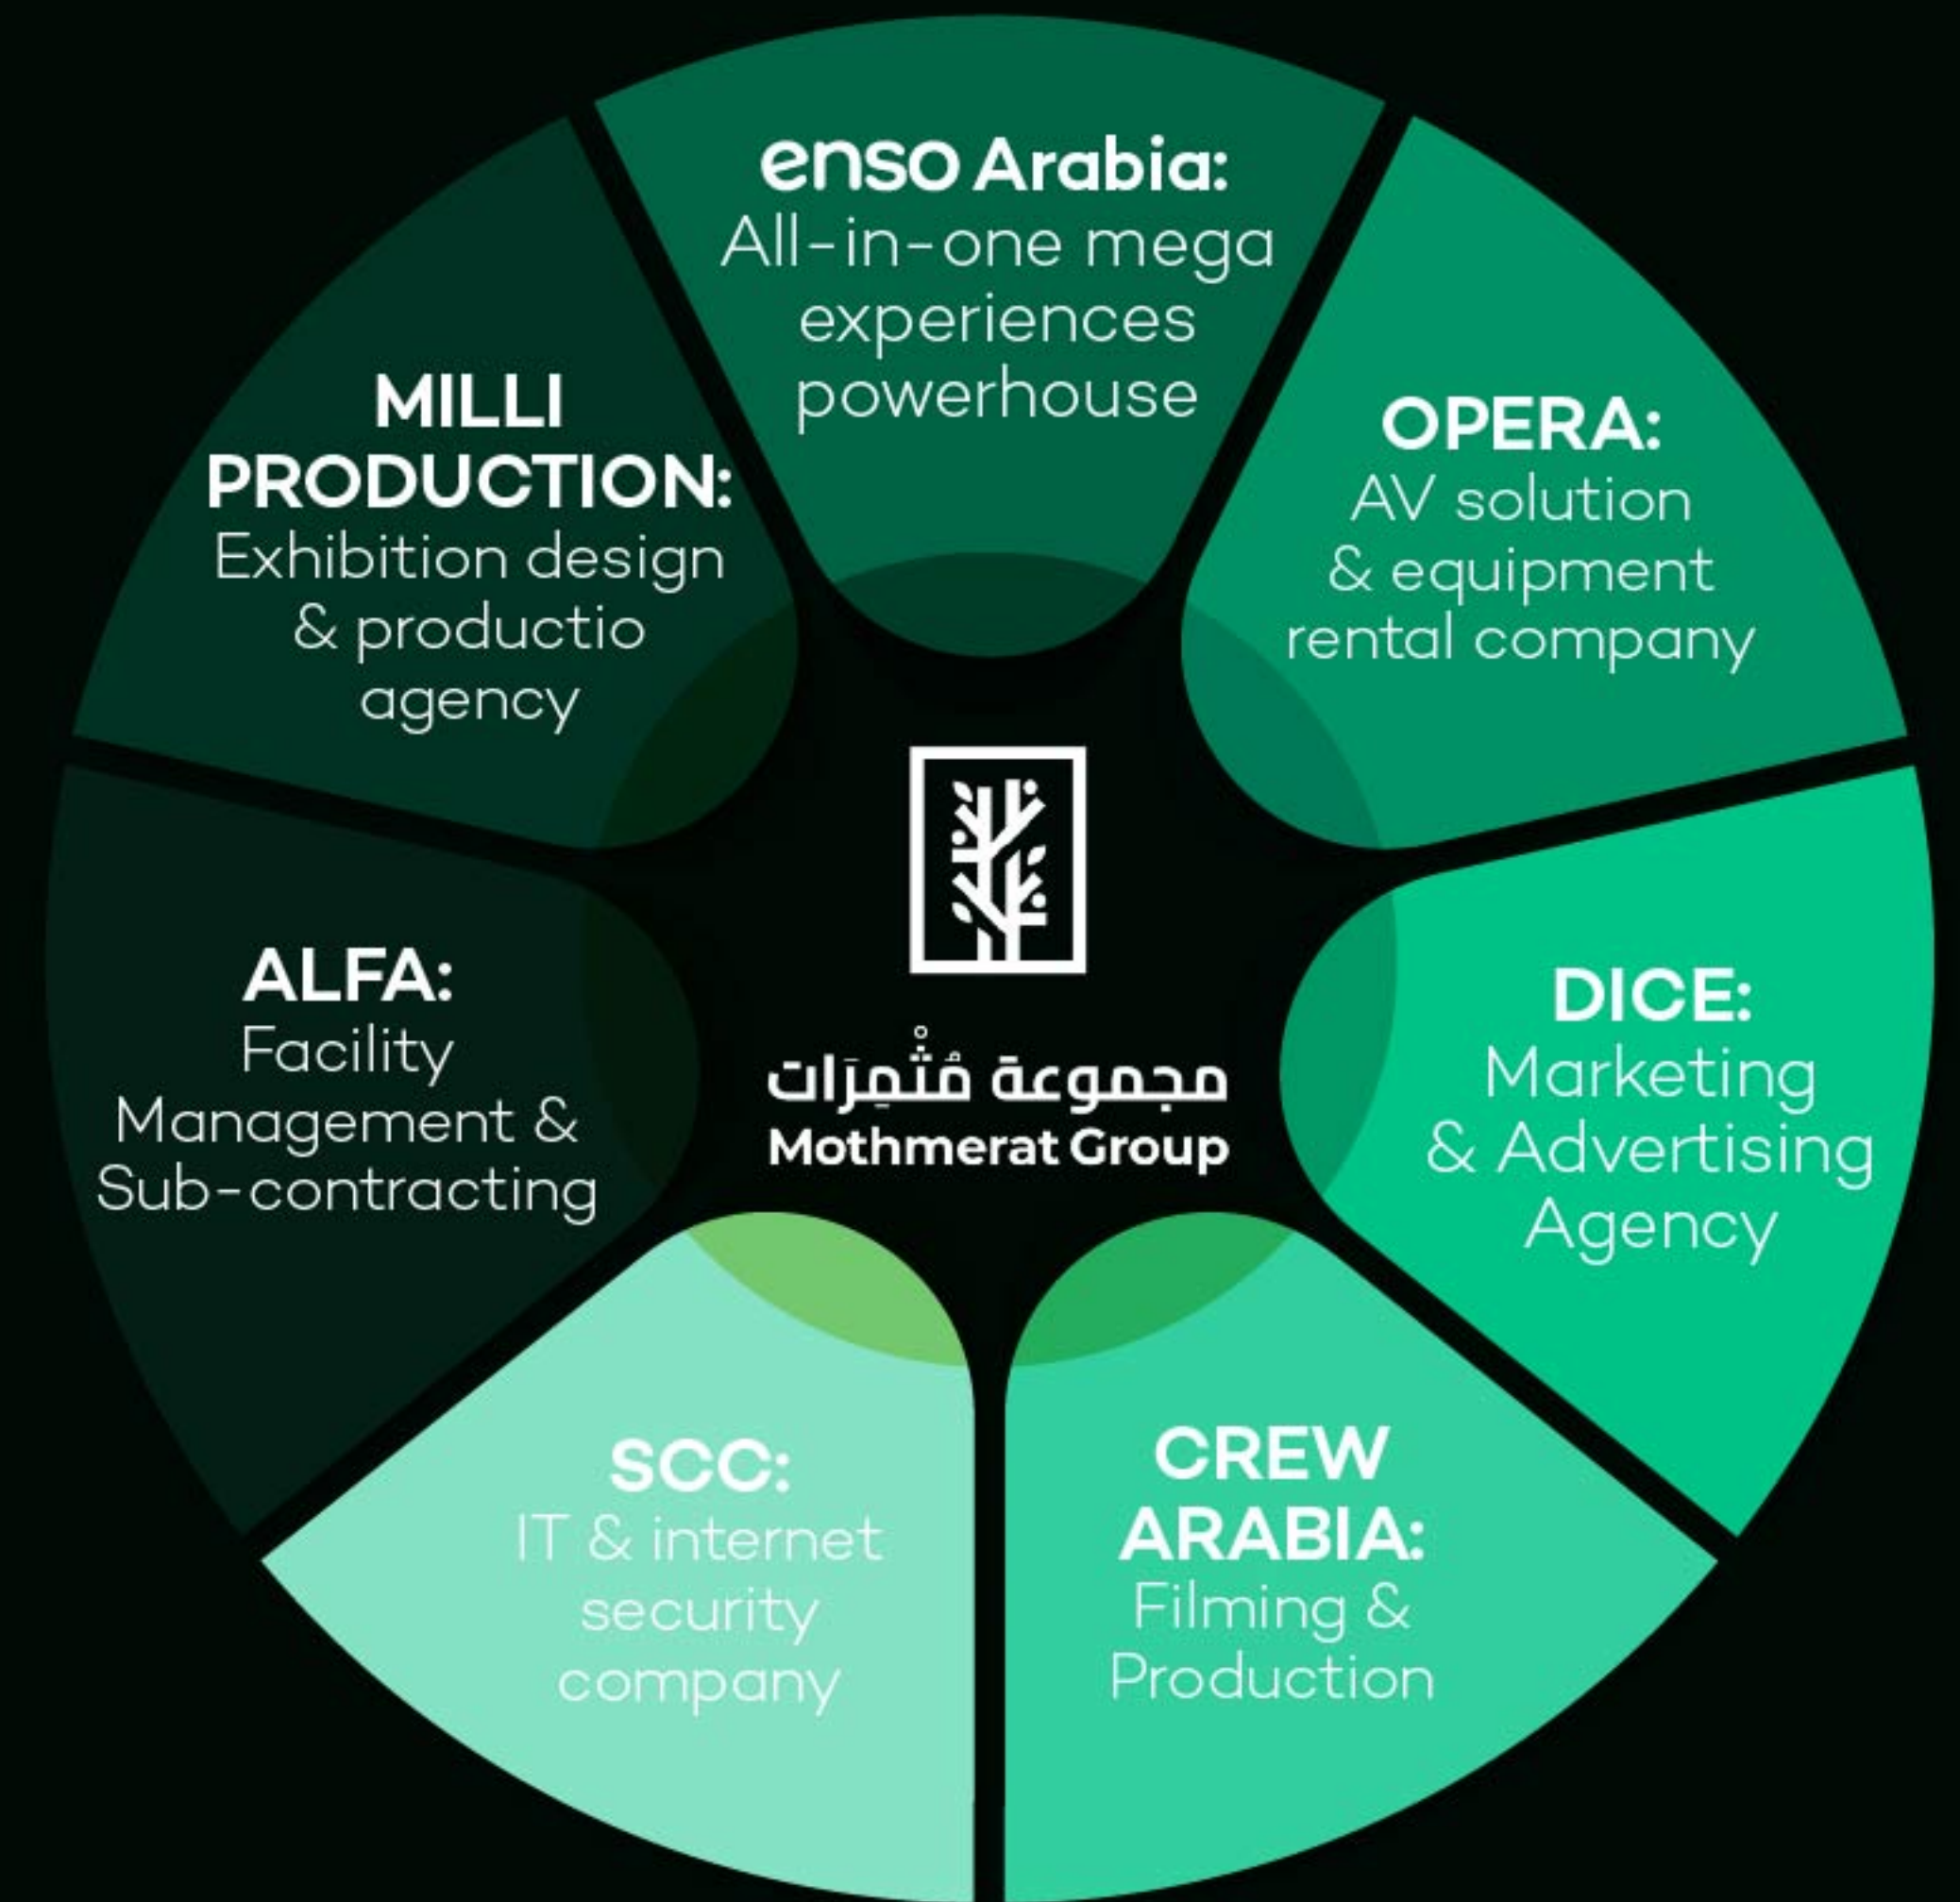 enso Arabia:
All-in-one mega
experiences
powerhouse
OPERA:
AV solution
& equipment
rental company
DICE:
Marketing
& Advertising
Agency
CREW
ARABIA:
Filming &
Production
SCC:
IT & internet
security
company
ALFA:
Facility
Management &
Sub-contracting
MILLI
PRODUCTION:
Exhibition design
& productio
agency
مجموعة مُثْمِرَات
Mothmerat Group